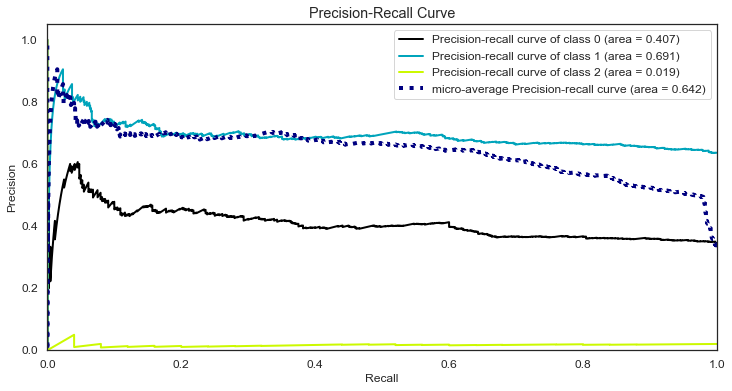 Precision-Recall Curve
Precision-recall curve of class 0 (area = 0.407)
Precision-recall curve of class 1 (area = 0.691)
Precision-recall curve of class 2 (area = 0.019)
micro-average Precision-recall curve (area = 0.642)
Precision
1.0
0.8
0.6
0.4
0.2
0.0
0.0 0.2 0.4 0.6 0.8 1.0
Recall